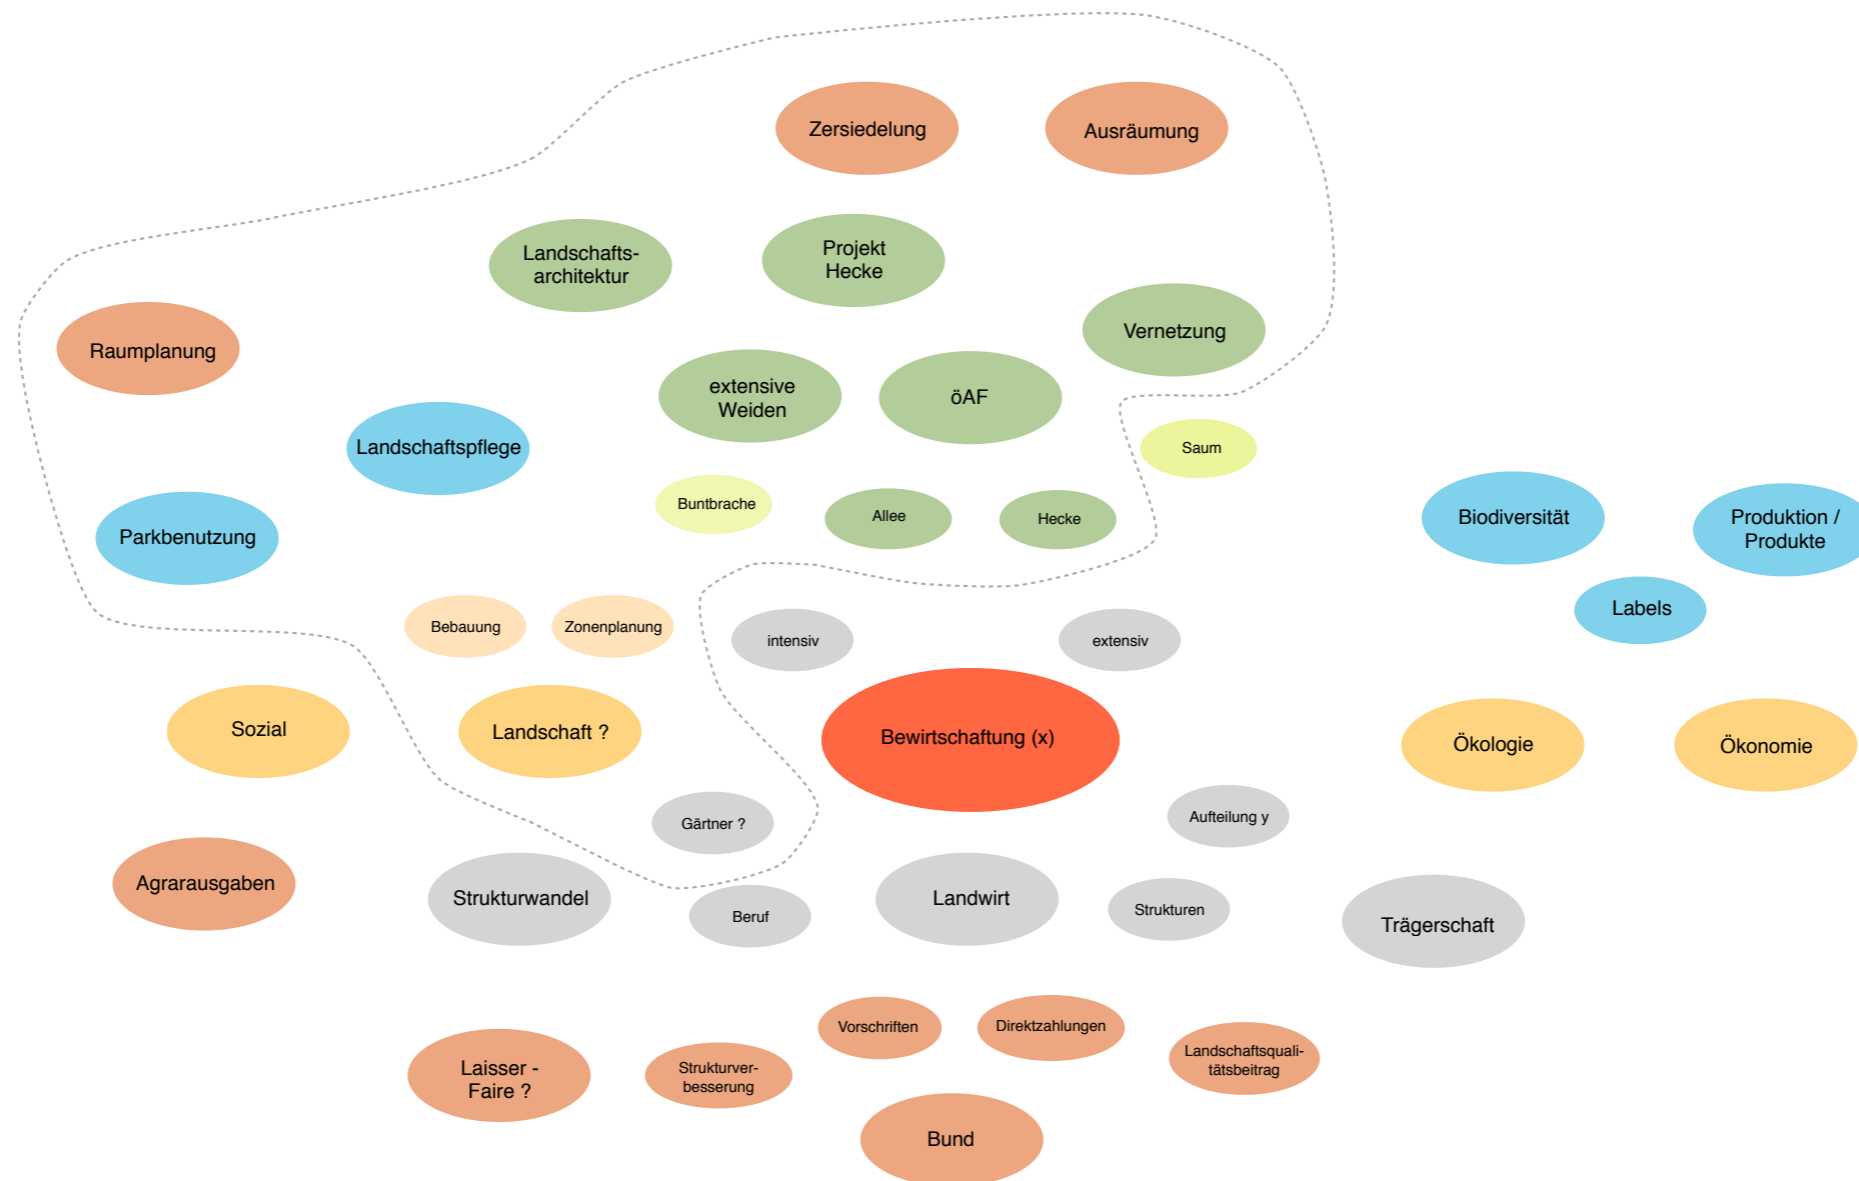 Zersiedelung
Ausräumung
Landschafts-
architektur
Projekt
Hecke
Vernetzung
Raumplanung
extensive
Weiden
öAF
Landschaftspflege
Saum
Buntbrache
Allee
Hecke
Parkbenutzung
Biodiversität
Produktion /
Produkte
Labels
Bebauung
Zonenplanung
intensiv
extensiv
Sozial
Landschaft ?
Bewirtschaftung (x)
Ökologie
Ökonomie
Gärtner ?
Aufteilung y
Agrarausgaben
Strukturwandel
Beruf
Landwirt
Strukturen
Trägerschaft
Vorschriften
Direktzahlungen
Landschaftsquali-
tätsbeitrag
Laisser -
Faire ?
Strukturver-
besserung
Bund